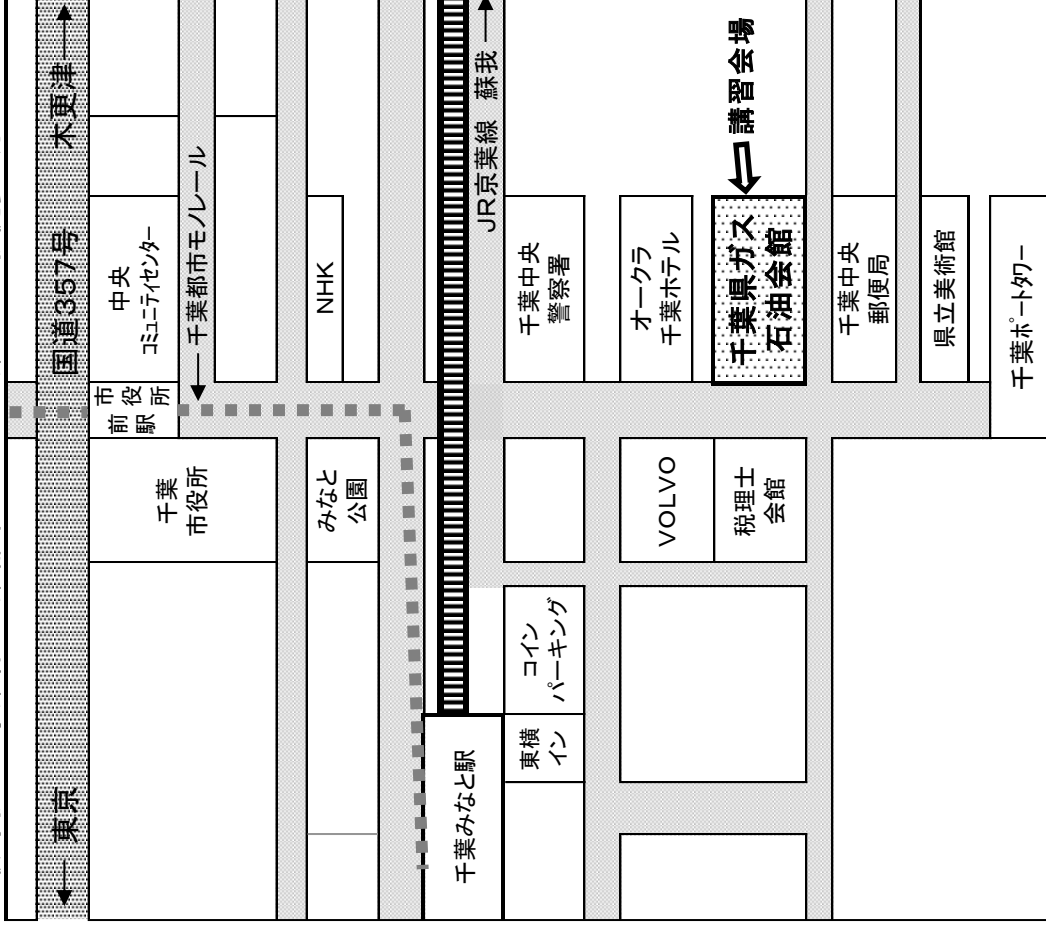 ← 東京
国道357号
木更津 →
千葉
市役所
市役所
前駅
中央
コミュニティセンター
← 千葉都市モノレール
みなと
公園
NHK
千葉みなと駅
JR京葉線 蘇我 →
東横
イン
コイン
パーキング
千葉中央
警察署
VOLVO
オークラ
千葉ホテル
税理士
会館
千葉県ガス
石油会館
講習会場
千葉中央
郵便局
県立美術館
千葉ポートタワー